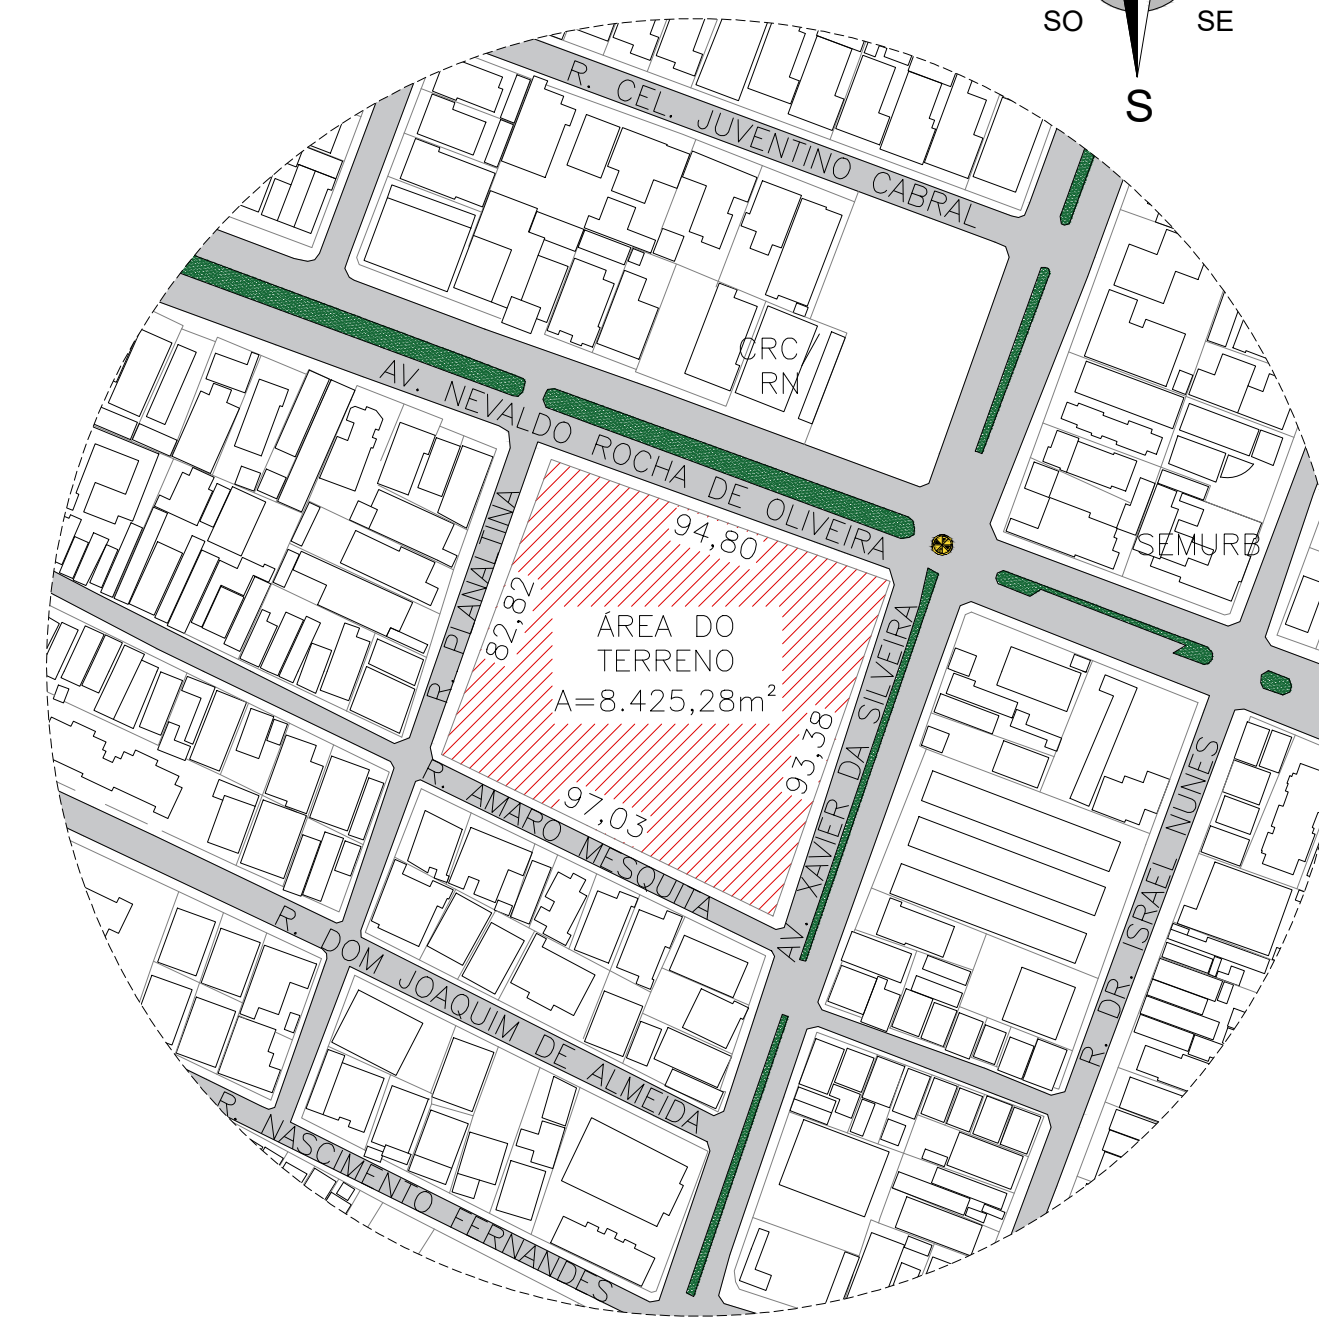 SO SE
S
R. CEL. JUVENTINO CABRAL
CRC/
RN
AV. NEVALDO ROCHA DE OLIVEIRA
SEMURB
R. PLANALTINA
94,80
82,82
ÁREA DO
TERRENO
A=8.425,28m²
93,38
97,03
AV. XAVIER DA SILVEIRA
R. AMARO MESQUITA
R. DR. ISRAEL NUNES
R. DOM JOAQUIM DE ALMEIDA
R. NASCIMENTO FERNANDES